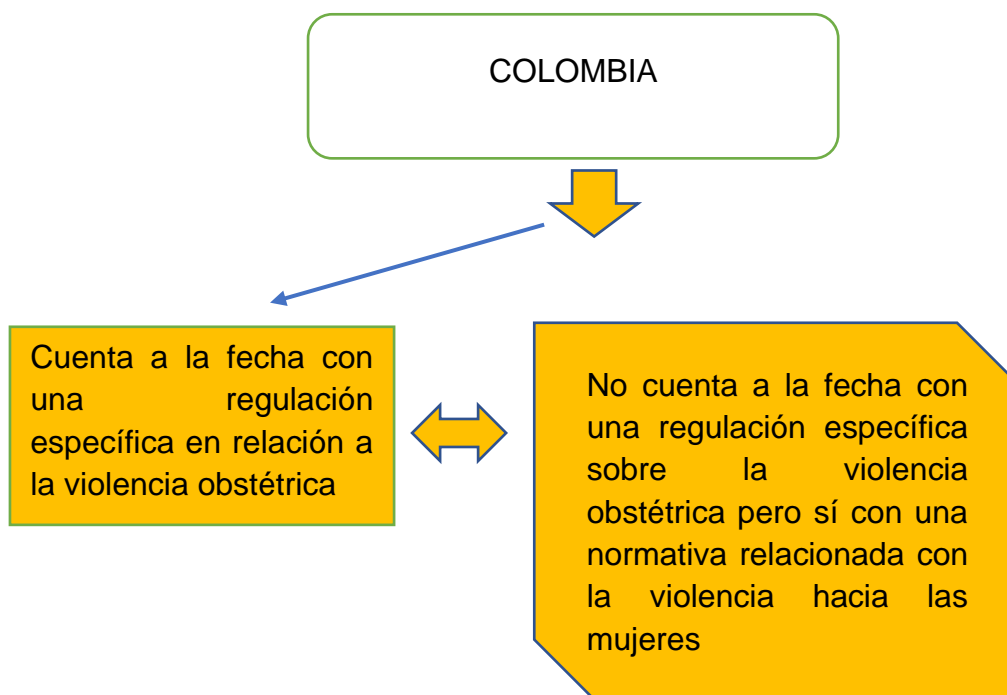 COLOMBIA
Cuenta a la fecha con
una regulación
específica en relación a
la violencia obstétrica
No cuenta a la fecha con
una regulación específica
sobre la violencia
obstétrica pero sí con una
normativa relacionada con
la violencia hacia las
mujeres